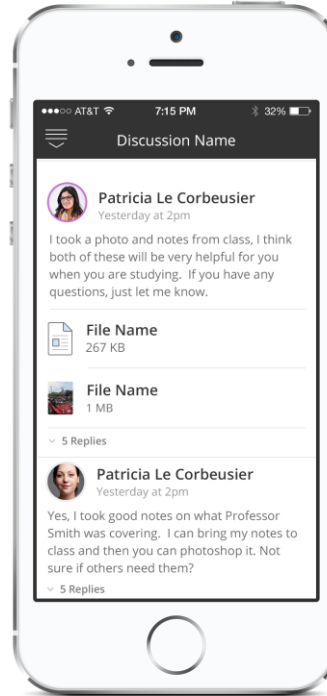 AT&T 7:15 PM 32%
Discussion Name
Patricia Le Corbeusier
Yesterday at 2pm
I took a photo and notes from class, I think
both of these will be very helpful for you
when you are studying.  If you have any
questions, just let me know.
File Name
267 KB
File Name
1 MB
5 Replies
Patricia Le Corbeusier
Yesterday at 2pm
Yes, I took good notes on what Professor
Smith was covering.  I can bring my notes to
class and then you can photoshop it. Not
sure if others need them?
5 Replies